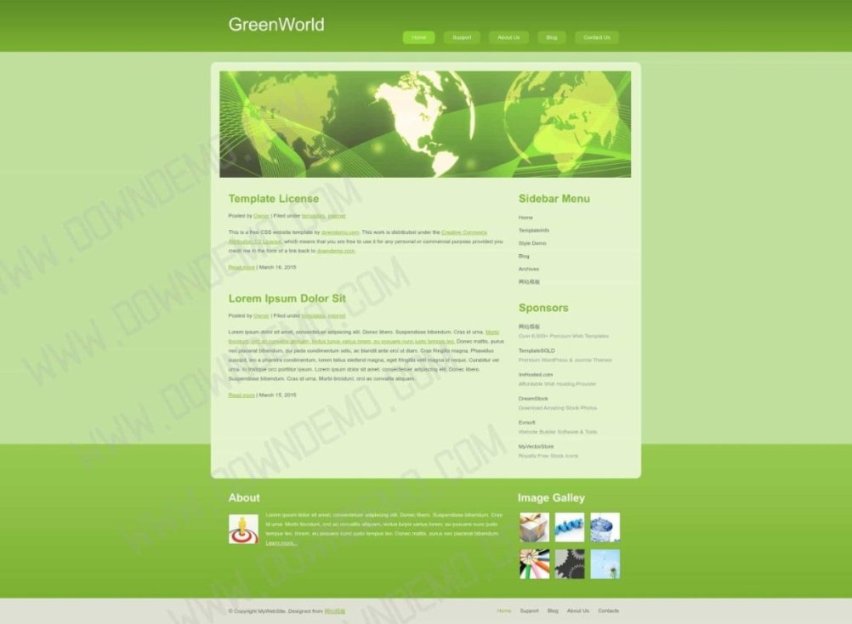 GreenWorld
Home Support About Us Blog Contact Us
Template License
Posted by Owner | Filed under templates, internet
This is a free CSS website template by downdemo.com. This work is distributed under the Creative Commons
Attribution 3.0 License, which means that you are free to use it for any personal or commercial purpose provided you
credit me in the form of a link back to downdemo.com.
Read more | March 16, 2015
Lorem Ipsum Dolor Sit
Posted by Owner | Filed under templates, internet
Lorem ipsum dolor sit amet, consectetuer adipiscing elit. Donec libero. Suspendisse bibendum. Cras id urna. Morbi
tincidunt, orci ac convallis aliquam, lectus turpis varius lorem, eu posuere nunc justo tempus leo. Donec mattis, purus
nec placerat bibendum, dui pede condimentum odio, ac blandit ante orci ut diam. Cras fringilla magna. Phasellus
suscipit, leo a pharetra condimentum, lorem tellus eleifend magna, eget fringilla velit magna id neque. Curabitur vel
urna. In tristique orci porttitor ipsum. Lorem ipsum dolor sit amet, consectetuer adipiscing elit. Donec libero.
Suspendisse bibendum. Cras id urna. Morbi tincidunt, orci ac convallis aliquam.
Read more | March 15, 2015
Sidebar Menu
Home
TemplateInfo
Style Demo
Blog
Archives
网站模板
Sponsors
网站模板
Over 6,000+ Premium Web Templates
TemplateSOLD
Premium WordPress & Joomla Themes
ImHosted.com
Affordable Web Hosting Provider
DreamStock
Download Amazing Stock Photos
Evrsoft
Website Builder Software & Tools
MyVectorStore
Royalty Free Stock Icons
About
Lorem ipsum dolor sit amet, consectetuer adipiscing elit. Donec libero. Suspendisse bibendum. Cras
id urna. Morbi tincidunt, orci ac convallis aliquam, lectus turpis varius lorem, eu posuere nunc justo
tempus leo. Donec mattis, purus nec placerat bibendum.
Learn more...
Image Galley
© Copyright MyWebSite. Designed from 网站模板
Home Support Blog About Us Contacts
WWW.DOWNDEMO.COM
WWW.DOWNDEMO.COM
WWW.DOWNDEMO.COM
WWW.DOWNDEMO.COM
WWW.DOWNDEMO.COM